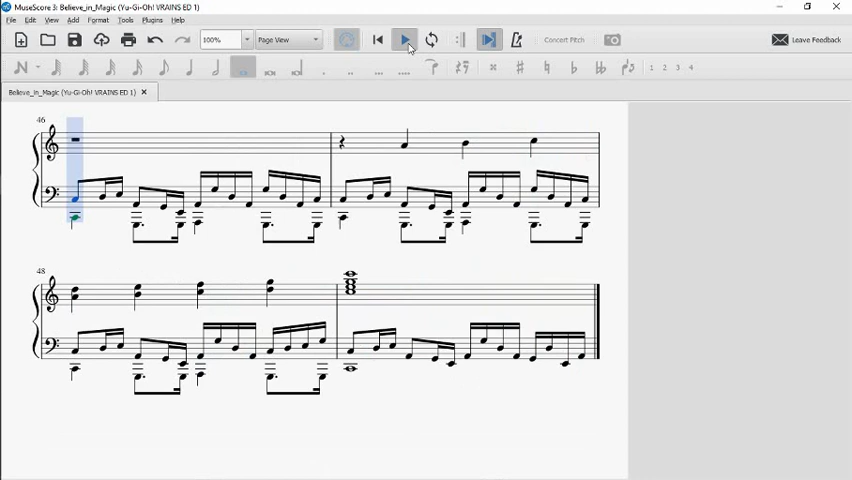 MuseScore 3: Believe_in_Magic (Yu-Gi-Oh! VRAINS ED 1)
File Edit View Add Format Tools Plugins Help
100% Page View Concert Pitch Leave Feedback
1 2 3 4
Believe_in_Magic (Yu-Gi-Oh! VRAINS ED 1)
46
48